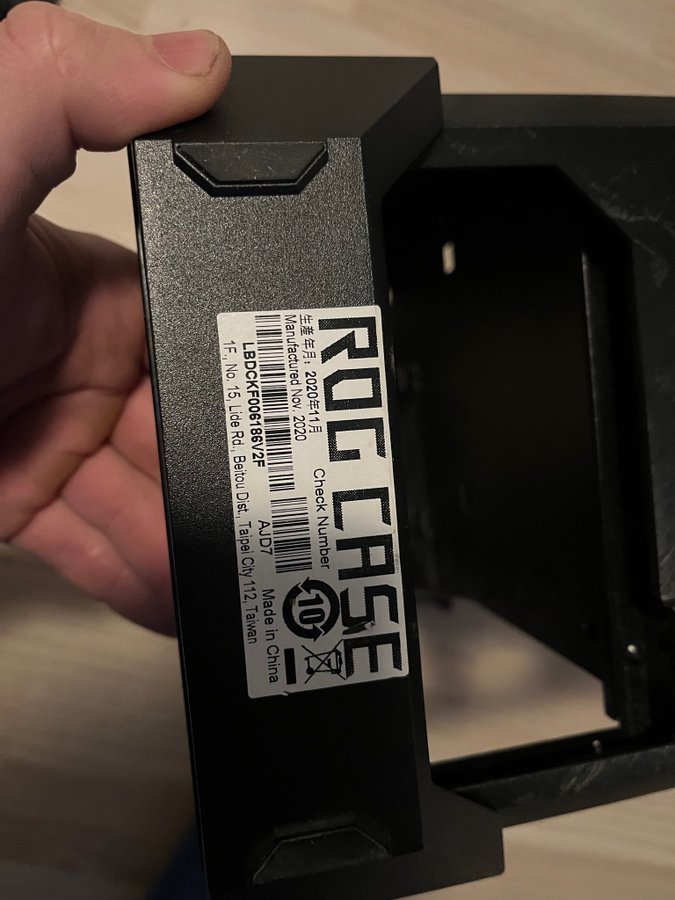 ROG CASE
生產年月：2020年11月
Manufactured Nov. 2020
Check Number
LBDCKF006186V2F
AJD7
10
Made in China
1F., No. 15, Lide Rd., Beitou Dist., Taipei City 112, Taiwan